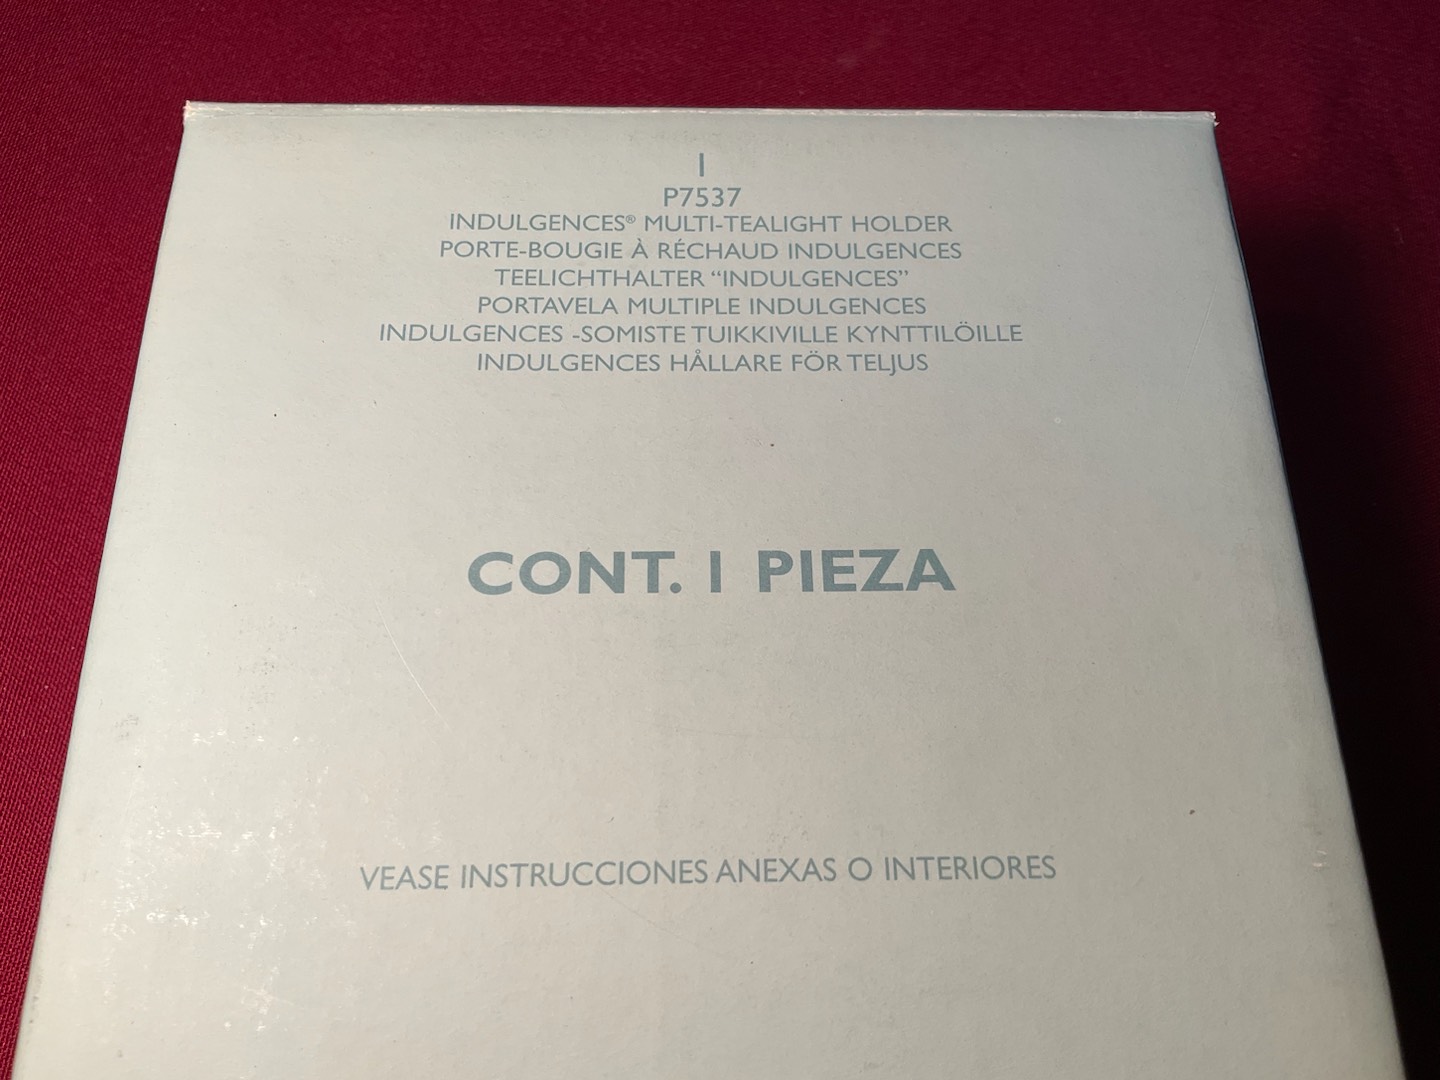 1
P7537
INDULGENCES® MULTI-TEALIGHT HOLDER
PORTE-BOUGIE À RÉCHAUD INDULGENCES
TEELICHTHALTER “INDULGENCES”
PORTAVELA MULTIPLE INDULGENCES
INDULGENCES -SOMISTE TUIKKIVILLE KYNTTILÖILLE
INDULGENCES HÅLLARE FÖR TELJUS
CONT. 1 PIEZA
VEASE INSTRUCCIONES ANEXAS O INTERIORES